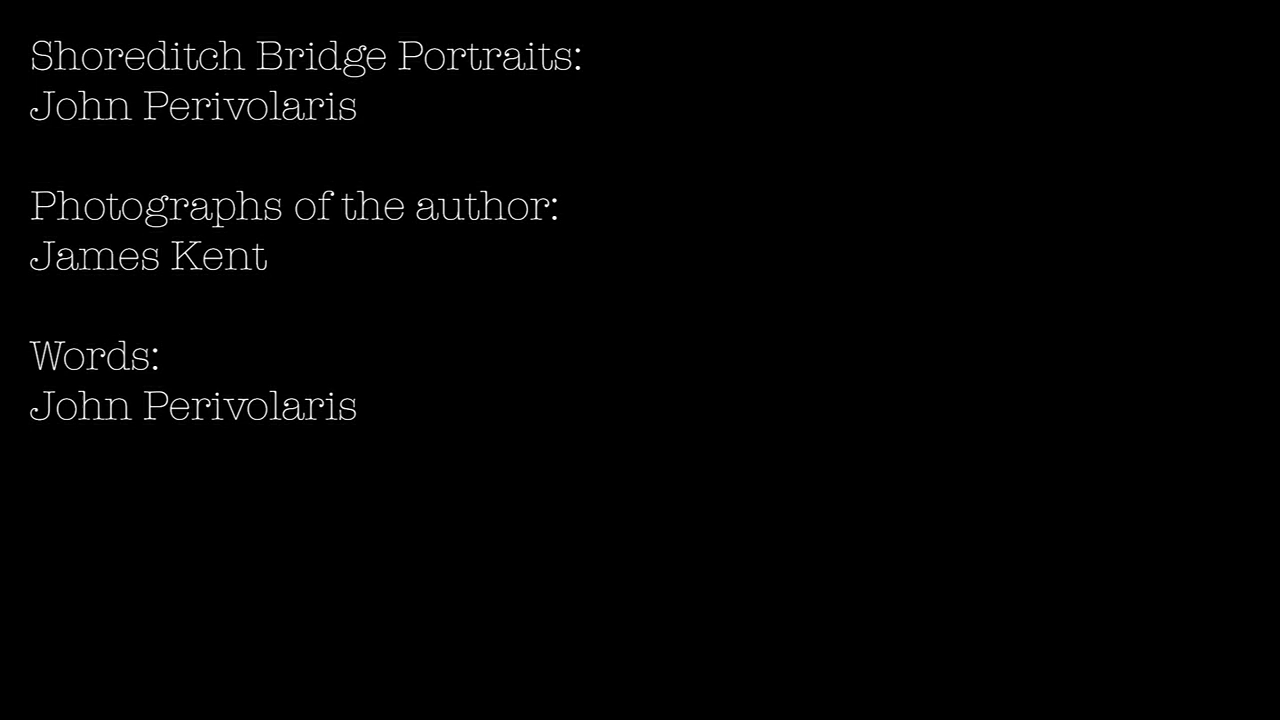 Shoreditch Bridge Portraits:
John Perivolaris
Photographs of the author:
James Kent
Words:
John Perivolaris